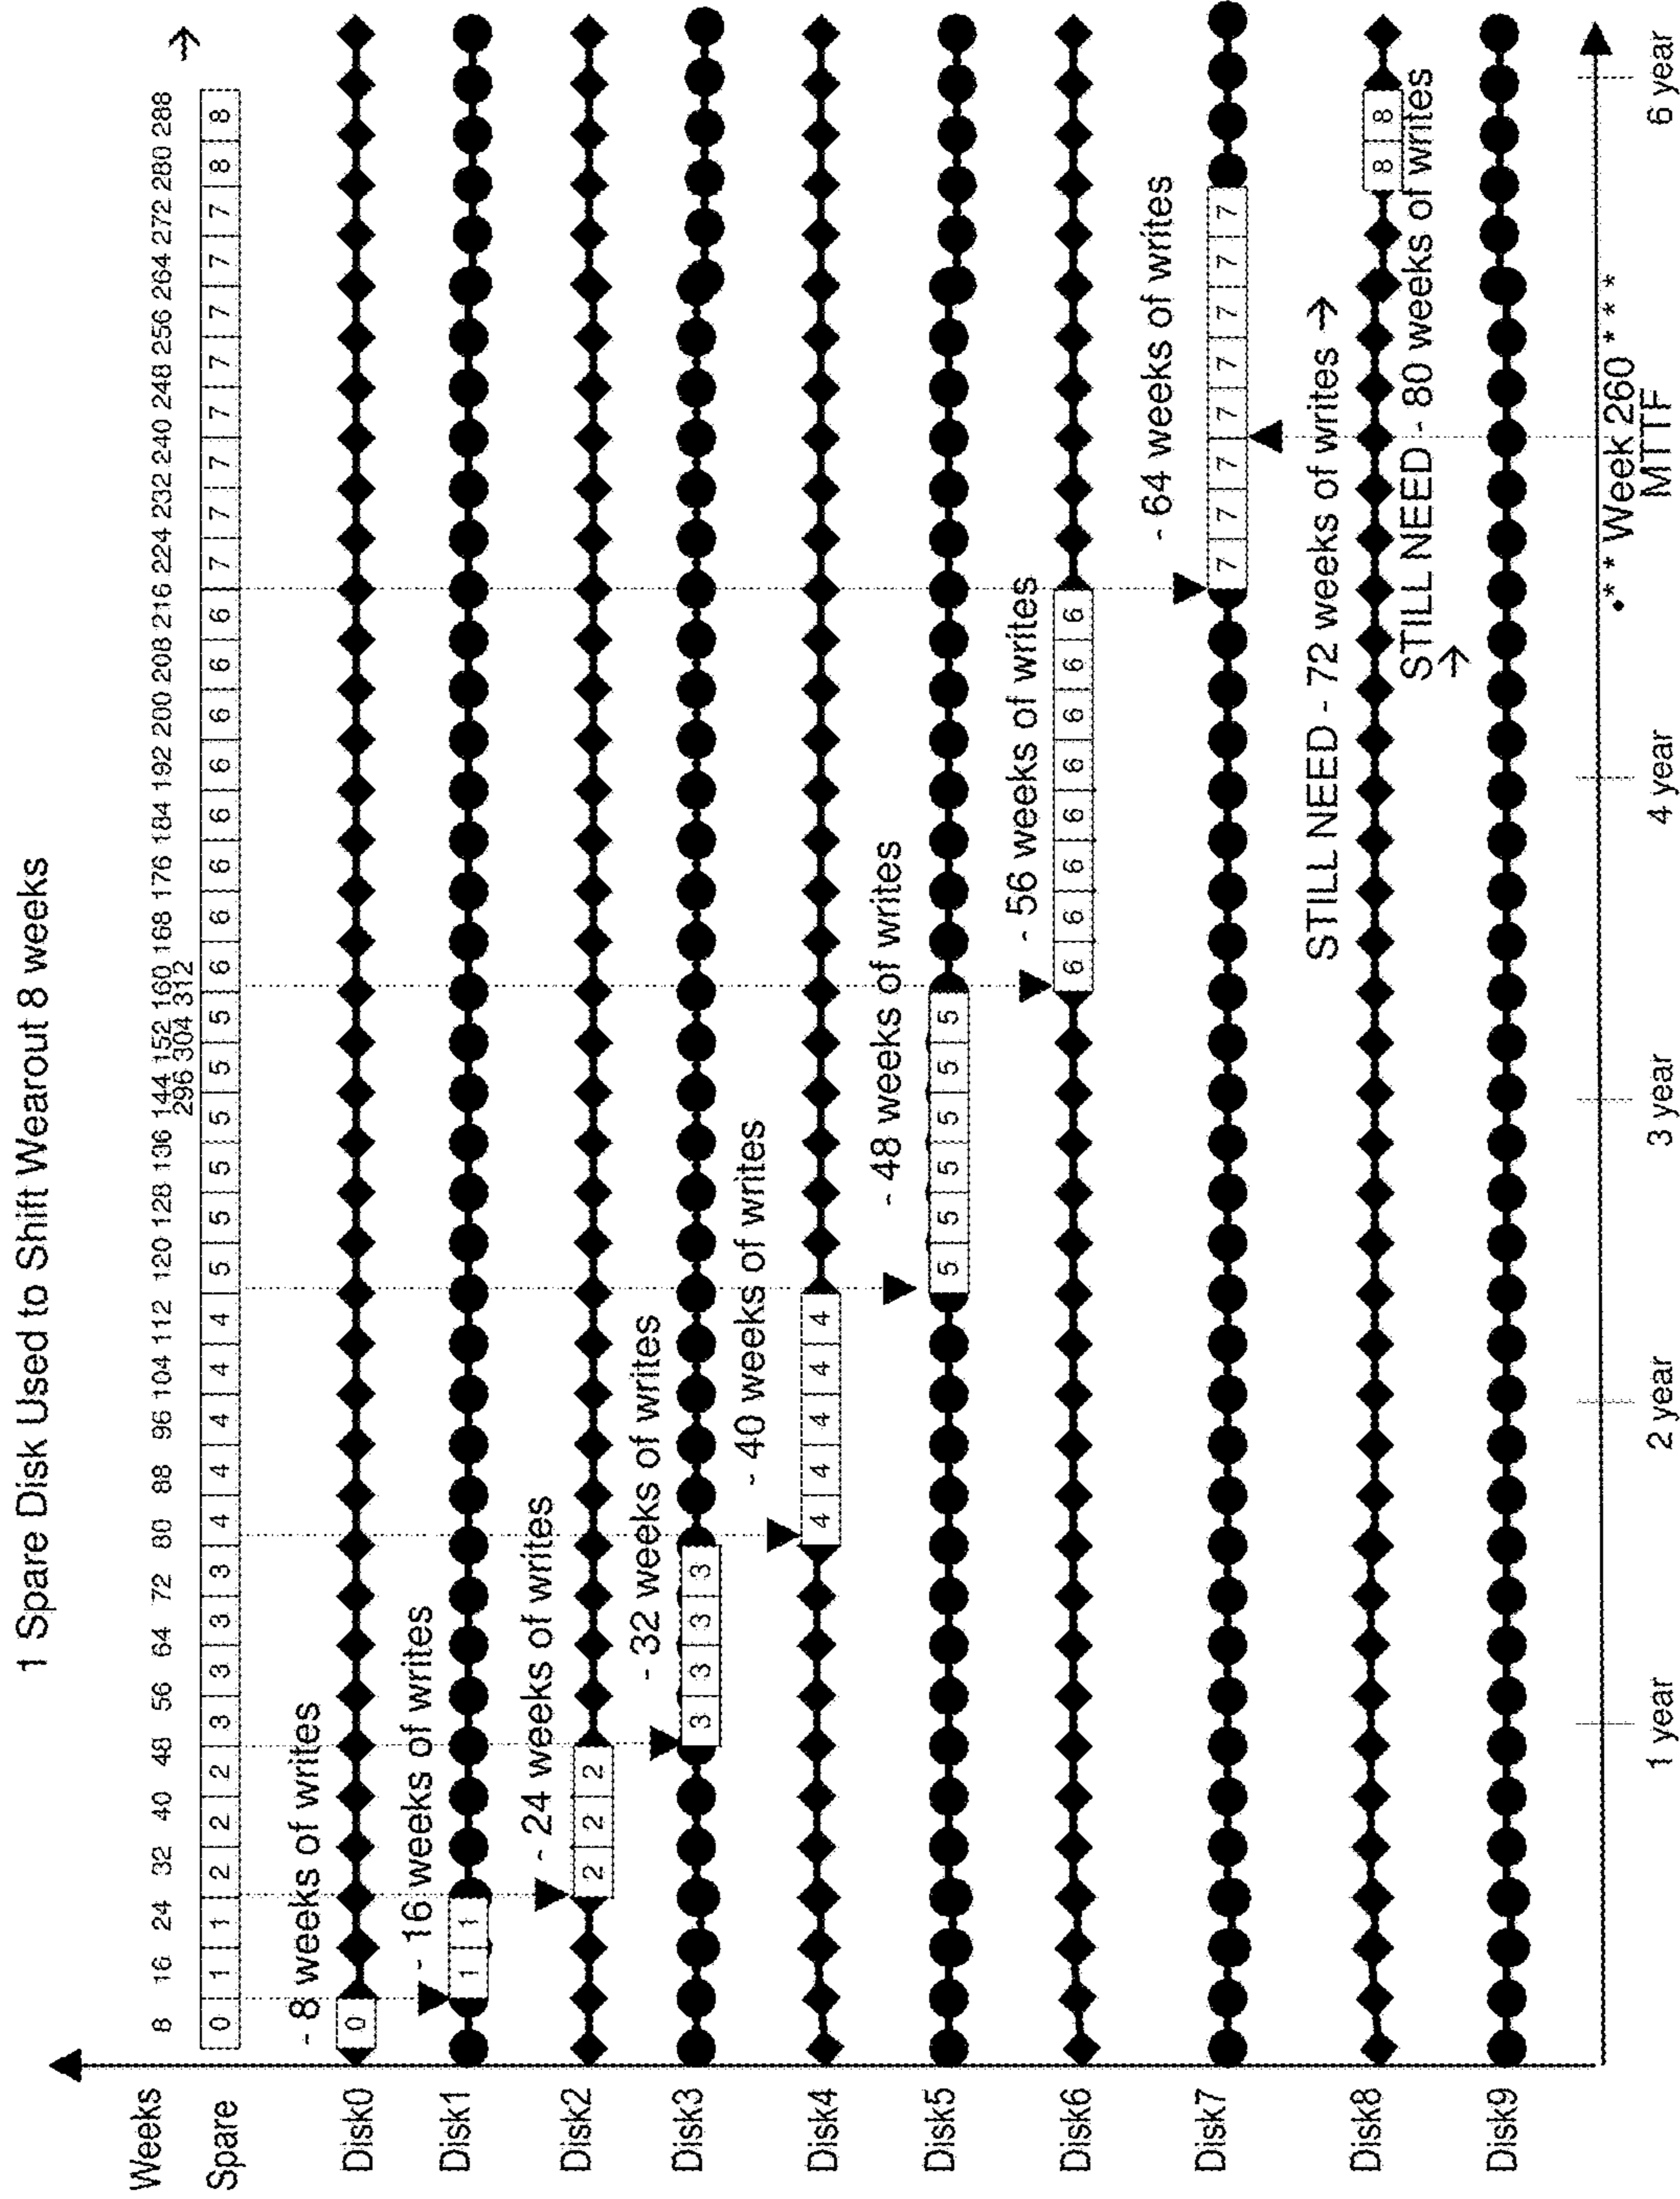 1 Spare Disk Used to Shift Wearout 8 weeks
Weeks 8 16 24 32 40 48 56 64 72 80 88 96 104 112 120 128 136 144 152 160 168 176 184 192 200 208 216 224 232 240 248 256 264 272 280 288 →
296 304 312
Spare 0 1 1 2 2 2 3 3 3 3 4 4 4 4 4 5 5 5 5 5 5 6 6 6 6 6 6 6 6 7 7 7 7 7 7 7 7 8 8
- 8 weeks of writes
Disk0 0
- 16 weeks of writes
Disk1 1 1
- 24 weeks of writes
Disk2 2 2 2
- 32 weeks of writes
Disk3 3 3 3 3
- 40 weeks of writes
Disk4 4 4 4 4 4
- 48 weeks of writes
Disk5 5 5 5 5 5 5
- 56 weeks of writes
Disk6 6 6 6 6 6 6 6 6
- 64 weeks of writes
Disk7 7 7 7 7 7 7 7 7
STILL NEED - 72 weeks of writes →
Disk8 8 8
STILL NEED - 80 weeks of writes
→
Disk9
• * * Week 260 * * *
MTTF
1 year 2 year 3 year 4 year 6 year